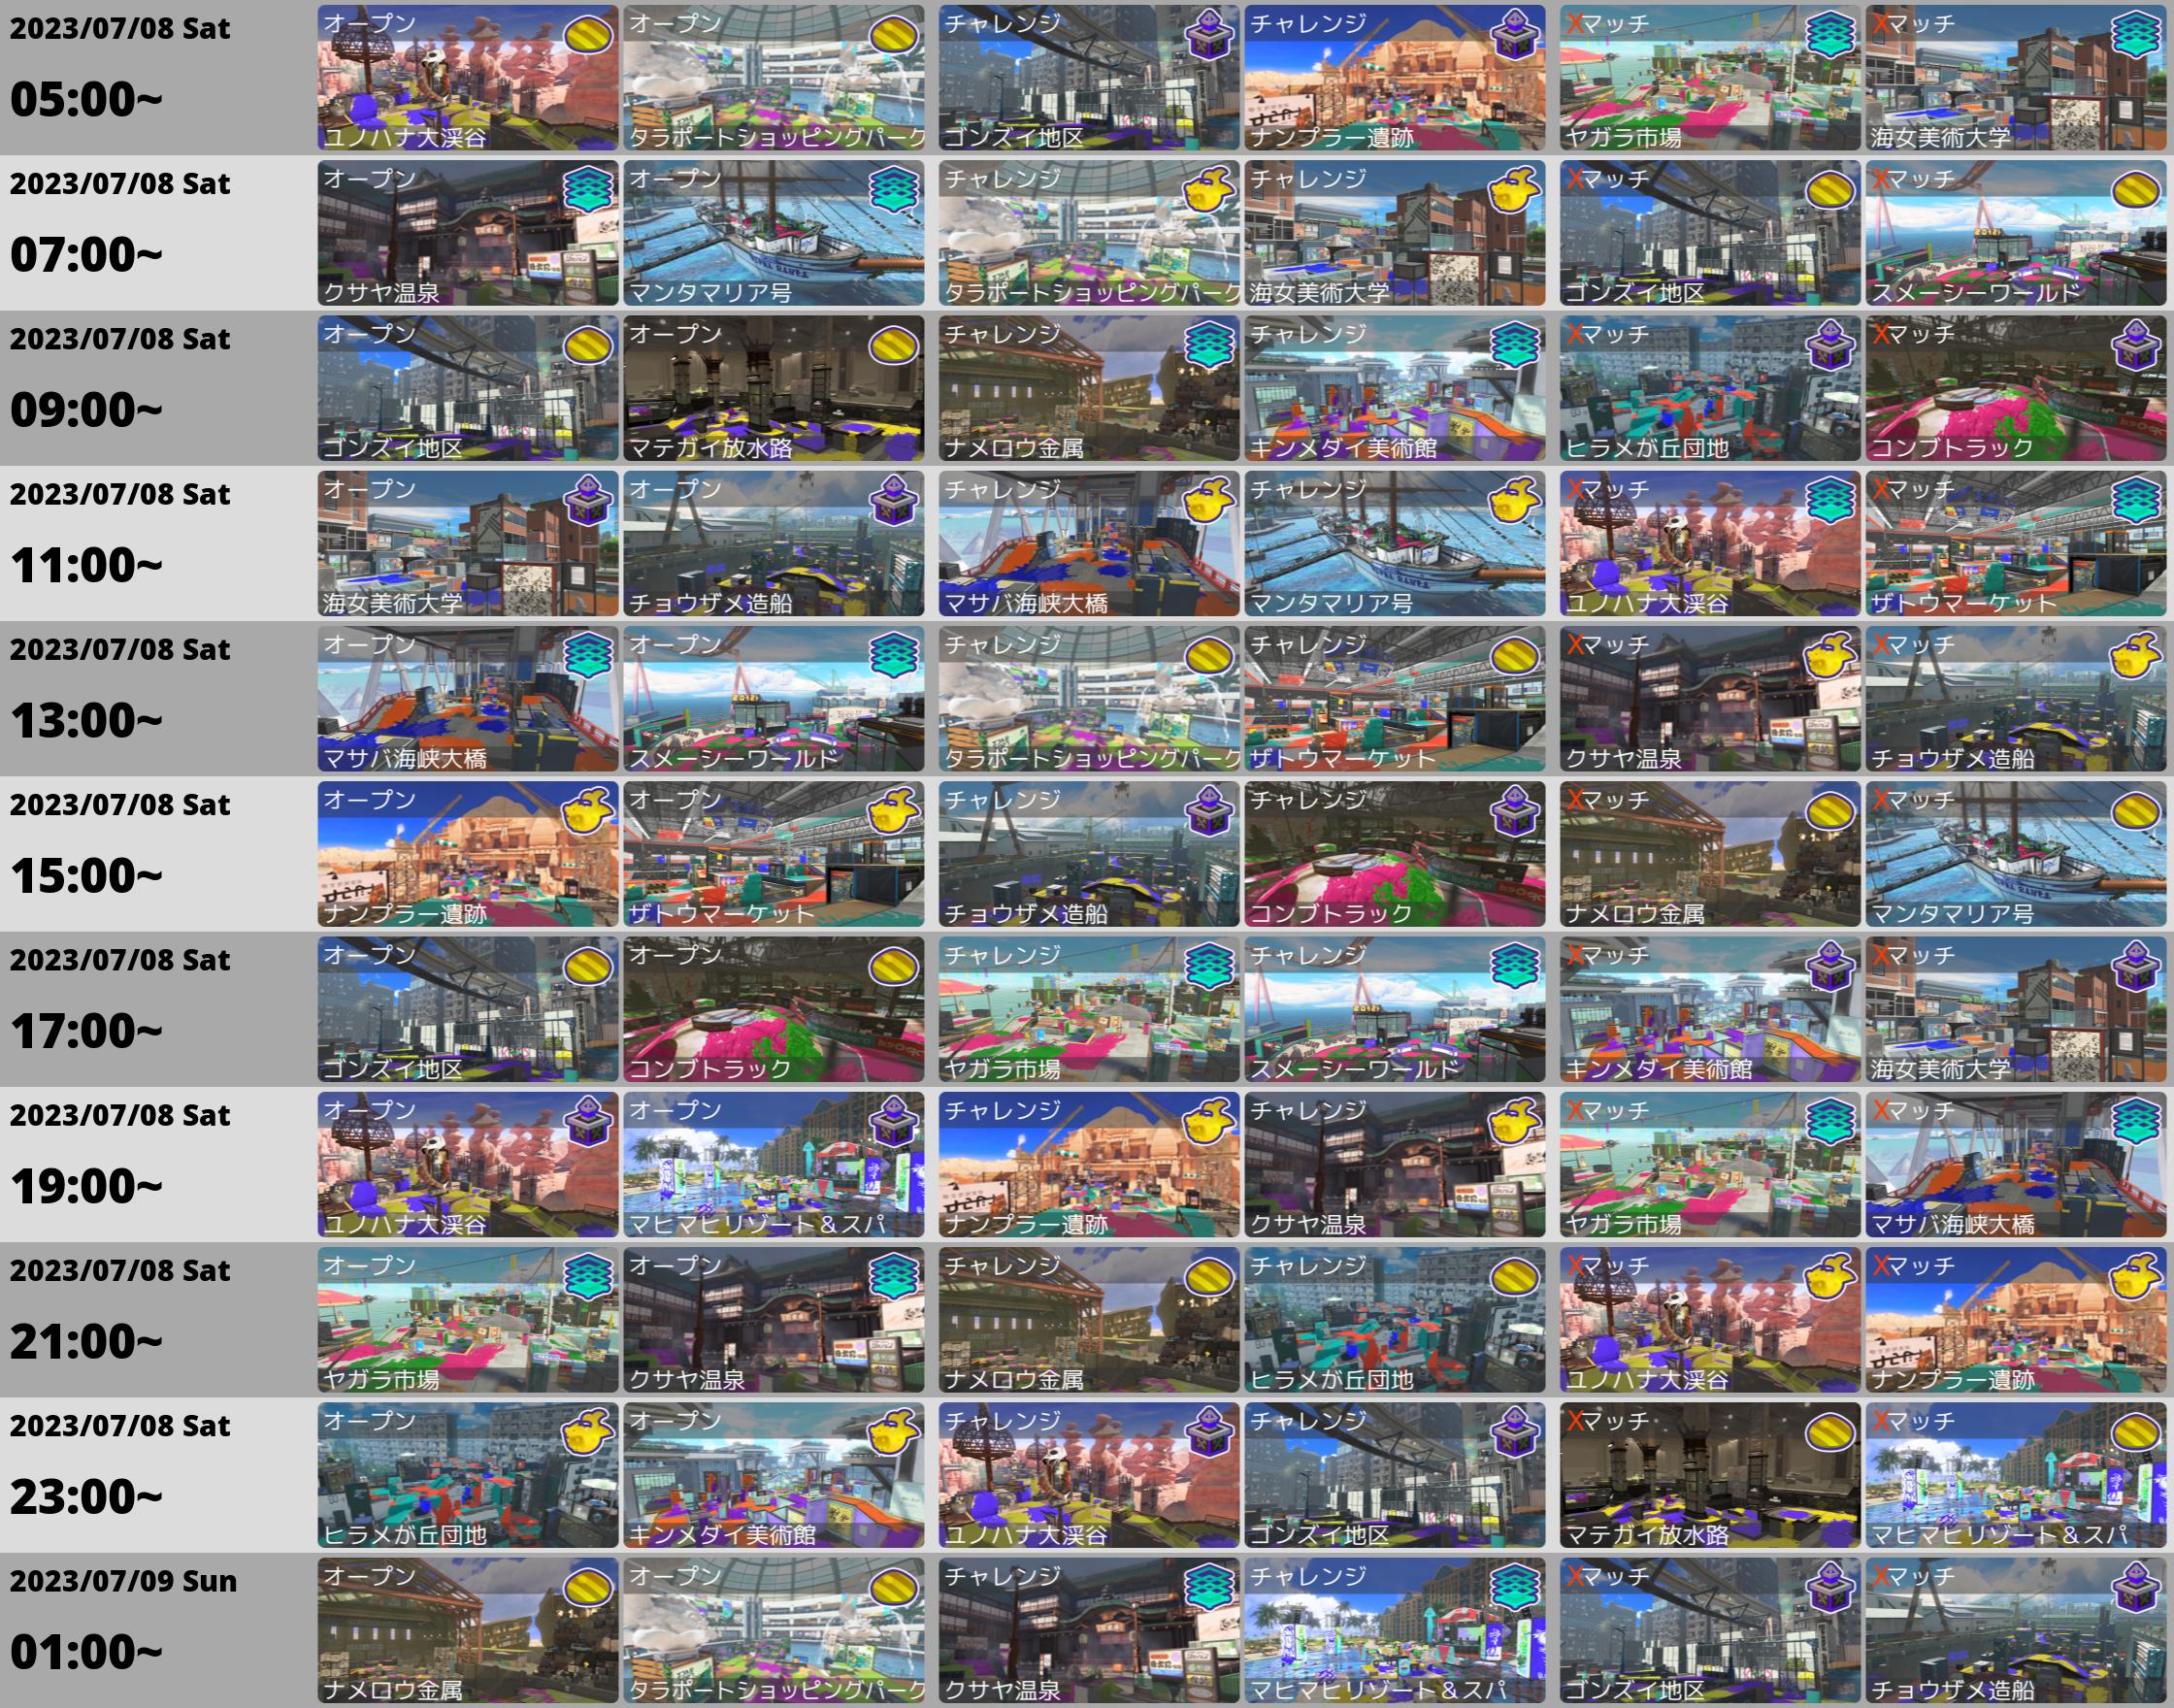 2023/07/08 Sat
05:00~
オープン オープン チャレンジ チャレンジ Xマッチ Xマッチ
ユノハナ大渓谷 タラポートショッピングパーク ゴンズイ地区 ナンプラー遺跡 ヤガラ市場 海女美術大学
2023/07/08 Sat
07:00~
オープン オープン チャレンジ チャレンジ Xマッチ Xマッチ
クサヤ温泉 マンタマリア号 タラポートショッピングパーク 海女美術大学 ゴンズイ地区 スメーシーワールド
2023/07/08 Sat
09:00~
オープン オープン チャレンジ チャレンジ Xマッチ Xマッチ
ゴンズイ地区 マテガイ放水路 ナメロウ金属 キンメダイ美術館 ヒラメが丘団地 コンブトラック
2023/07/08 Sat
11:00~
オープン オープン チャレンジ チャレンジ Xマッチ Xマッチ
海女美術大学 チョウザメ造船 マサバ海峡大橋 マンタマリア号 ユノハナ大渓谷 ザトウマーケット
2023/07/08 Sat
13:00~
オープン オープン チャレンジ チャレンジ Xマッチ Xマッチ
マサバ海峡大橋 スメーシーワールド タラポートショッピングパーク ザトウマーケット クサヤ温泉 チョウザメ造船
2023/07/08 Sat
15:00~
オープン オープン チャレンジ チャレンジ Xマッチ Xマッチ
ナンプラー遺跡 ザトウマーケット チョウザメ造船 コンブトラック ナメロウ金属 マンタマリア号
2023/07/08 Sat
17:00~
オープン オープン チャレンジ チャレンジ Xマッチ Xマッチ
ゴンズイ地区 コンブトラック ヤガラ市場 スメーシーワールド キンメダイ美術館 海女美術大学
2023/07/08 Sat
19:00~
オープン オープン チャレンジ チャレンジ Xマッチ Xマッチ
ユノハナ大渓谷 マヒマヒリゾート＆スパ ナンプラー遺跡 クサヤ温泉 ヤガラ市場 マサバ海峡大橋
2023/07/08 Sat
21:00~
オープン オープン チャレンジ チャレンジ Xマッチ Xマッチ
ヤガラ市場 クサヤ温泉 ナメロウ金属 ヒラメが丘団地 ユノハナ大渓谷 ナンプラー遺跡
2023/07/08 Sat
23:00~
オープン オープン チャレンジ チャレンジ Xマッチ Xマッチ
ヒラメが丘団地 キンメダイ美術館 ユノハナ大渓谷 ゴンズイ地区 マテガイ放水路 マヒマヒリゾート＆スパ
2023/07/09 Sun
01:00~
オープン オープン チャレンジ チャレンジ Xマッチ Xマッチ
ナメロウ金属 タラポートショッピングパーク クサヤ温泉 マヒマヒリゾート＆スパ ゴンズイ地区 チョウザメ造船